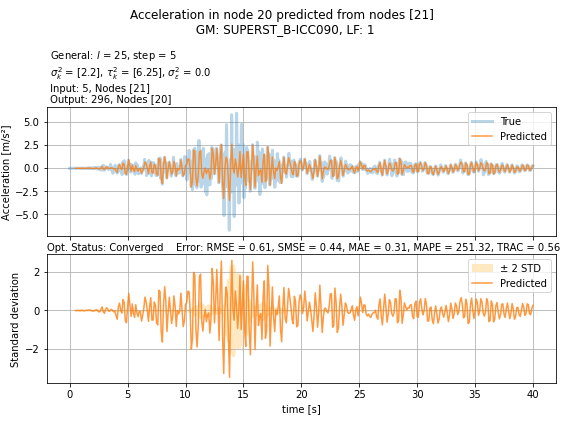 Acceleration in node 20 predicted from nodes [21]
GM: SUPERST_B-ICC090, LF: 1
General: l = 25, step = 5
σ²ₖ = [2.2], τ²ₖ = [6.25], σ²ε = 0.0
Input: 5, Nodes [21]
Output: 296, Nodes [20]
Acceleration [m/s²]
5.0
2.5
0.0
−2.5
−5.0
True
Predicted
Opt. Status: Converged Error: RMSE = 0.61, SMSE = 0.44, MAE = 0.31, MAPE = 251.32, TRAC = 0.56
Standard deviation
2
0
−2
± 2 STD
Predicted
0 5 10 15 20 25 30 35 40
time [s]